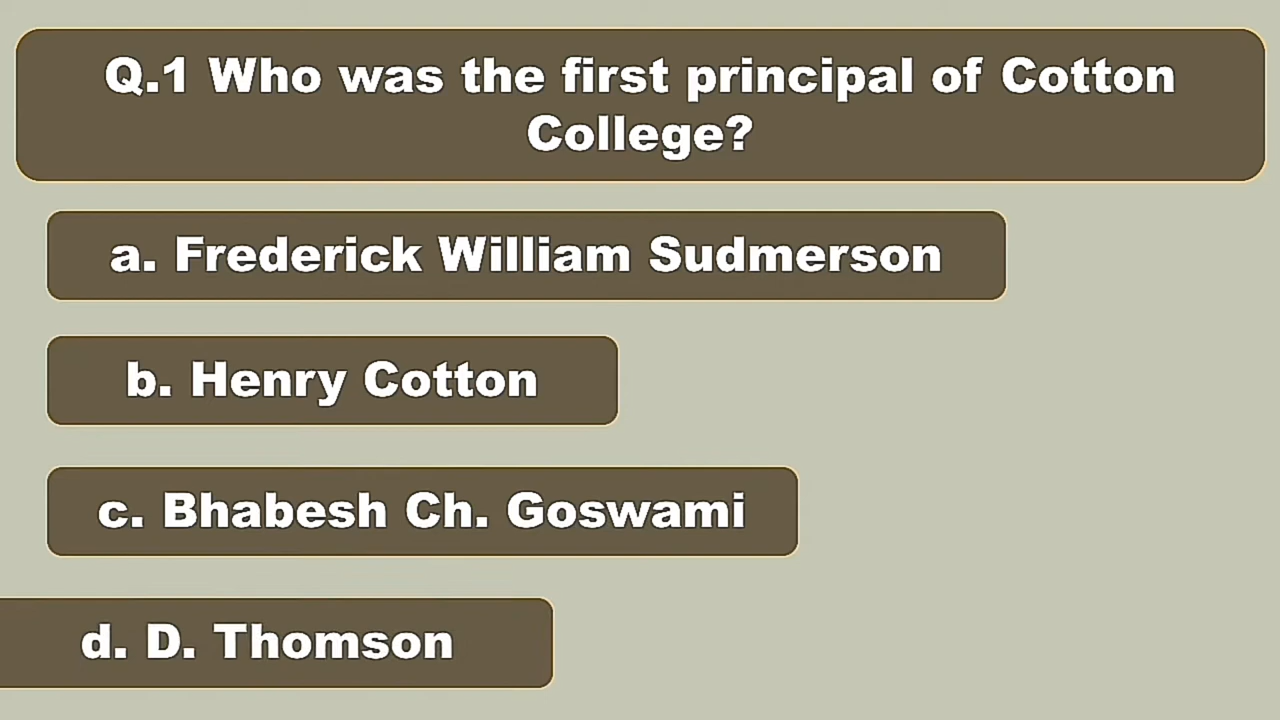 Q.1 Who was the first principal of Cotton
College?
a. Frederick William Sudmerson
b. Henry Cotton
c. Bhabesh Ch. Goswami
d. D. Thomson